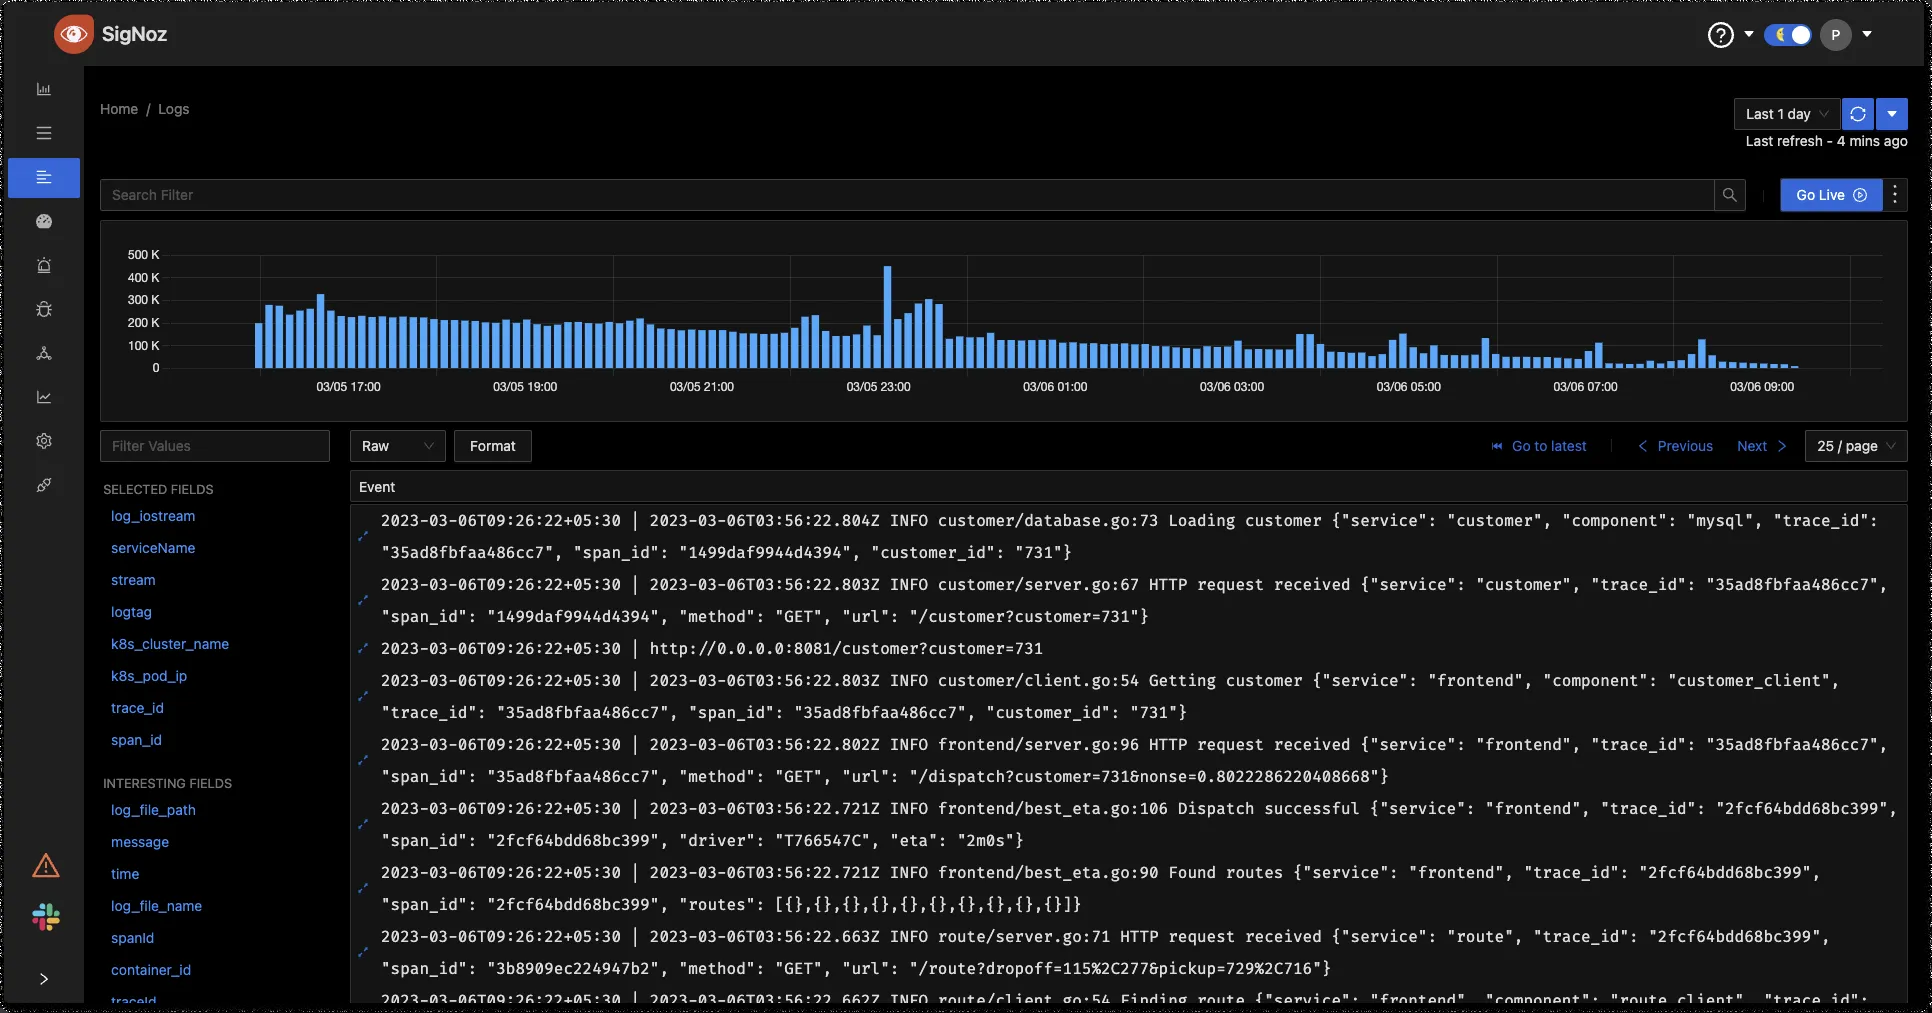 SigNoz
?
P
Home / Logs
Last 1 day
Last refresh - 4 mins ago
Search Filter
Go Live
500 K
400 K
300 K
200 K
100 K
0
03/05 17:00 03/05 19:00 03/05 21:00 03/05 23:00 03/06 01:00 03/06 03:00 03/06 05:00 03/06 07:00 03/06 09:00
Filter Values
Raw
Format
Go to latest
Previous
Next
25 / page
SELECTED FIELDS
log_iostream
serviceName
stream
logtag
k8s_cluster_name
k8s_pod_ip
trace_id
span_id
INTERESTING FIELDS
log_file_path
message
time
log_file_name
spanId
container_id
traceId
Event
2023-03-06T09:26:22+05:30 | 2023-03-06T03:56:22.804Z INFO customer/database.go:73 Loading customer {"service": "customer", "component": "mysql", "trace_id":
"35ad8fbfaa486cc7", "span_id": "1499daf9944d4394", "customer_id": "731"}
2023-03-06T09:26:22+05:30 | 2023-03-06T03:56:22.803Z INFO customer/server.go:67 HTTP request received {"service": "customer", "trace_id": "35ad8fbfaa486cc7",
"span_id": "1499daf9944d4394", "method": "GET", "url": "/customer?customer=731"}
2023-03-06T09:26:22+05:30 | http://0.0.0.0:8081/customer?customer=731
2023-03-06T09:26:22+05:30 | 2023-03-06T03:56:22.803Z INFO customer/client.go:54 Getting customer {"service": "frontend", "component": "customer_client",
"trace_id": "35ad8fbfaa486cc7", "span_id": "35ad8fbfaa486cc7", "customer_id": "731"}
2023-03-06T09:26:22+05:30 | 2023-03-06T03:56:22.802Z INFO frontend/server.go:96 HTTP request received {"service": "frontend", "trace_id": "35ad8fbfaa486cc7",
"span_id": "35ad8fbfaa486cc7", "method": "GET", "url": "/dispatch?customer=731&nonse=0.8022286220408668"}
2023-03-06T09:26:22+05:30 | 2023-03-06T03:56:22.721Z INFO frontend/best_eta.go:106 Dispatch successful {"service": "frontend", "trace_id": "2fcf64bdd68bc399",
"span_id": "2fcf64bdd68bc399", "driver": "T766547C", "eta": "2m0s"}
2023-03-06T09:26:22+05:30 | 2023-03-06T03:56:22.721Z INFO frontend/best_eta.go:90 Found routes {"service": "frontend", "trace_id": "2fcf64bdd68bc399",
"span_id": "2fcf64bdd68bc399", "routes": [{},{},{},{},{},{},{},{},{},{}]}
2023-03-06T09:26:22+05:30 | 2023-03-06T03:56:22.663Z INFO route/server.go:71 HTTP request received {"service": "route", "trace_id": "2fcf64bdd68bc399",
"span_id": "3b8909ec224947b2", "method": "GET", "url": "/route?dropoff=115%2C277&pickup=729%2C716"}
2023-03-06T09:26:22+05:30 | 2023-03-06T03:56:22.662Z INFO route/client.go:54 Finding route {"service": "frontend", "component": "route_client", "trace_id":